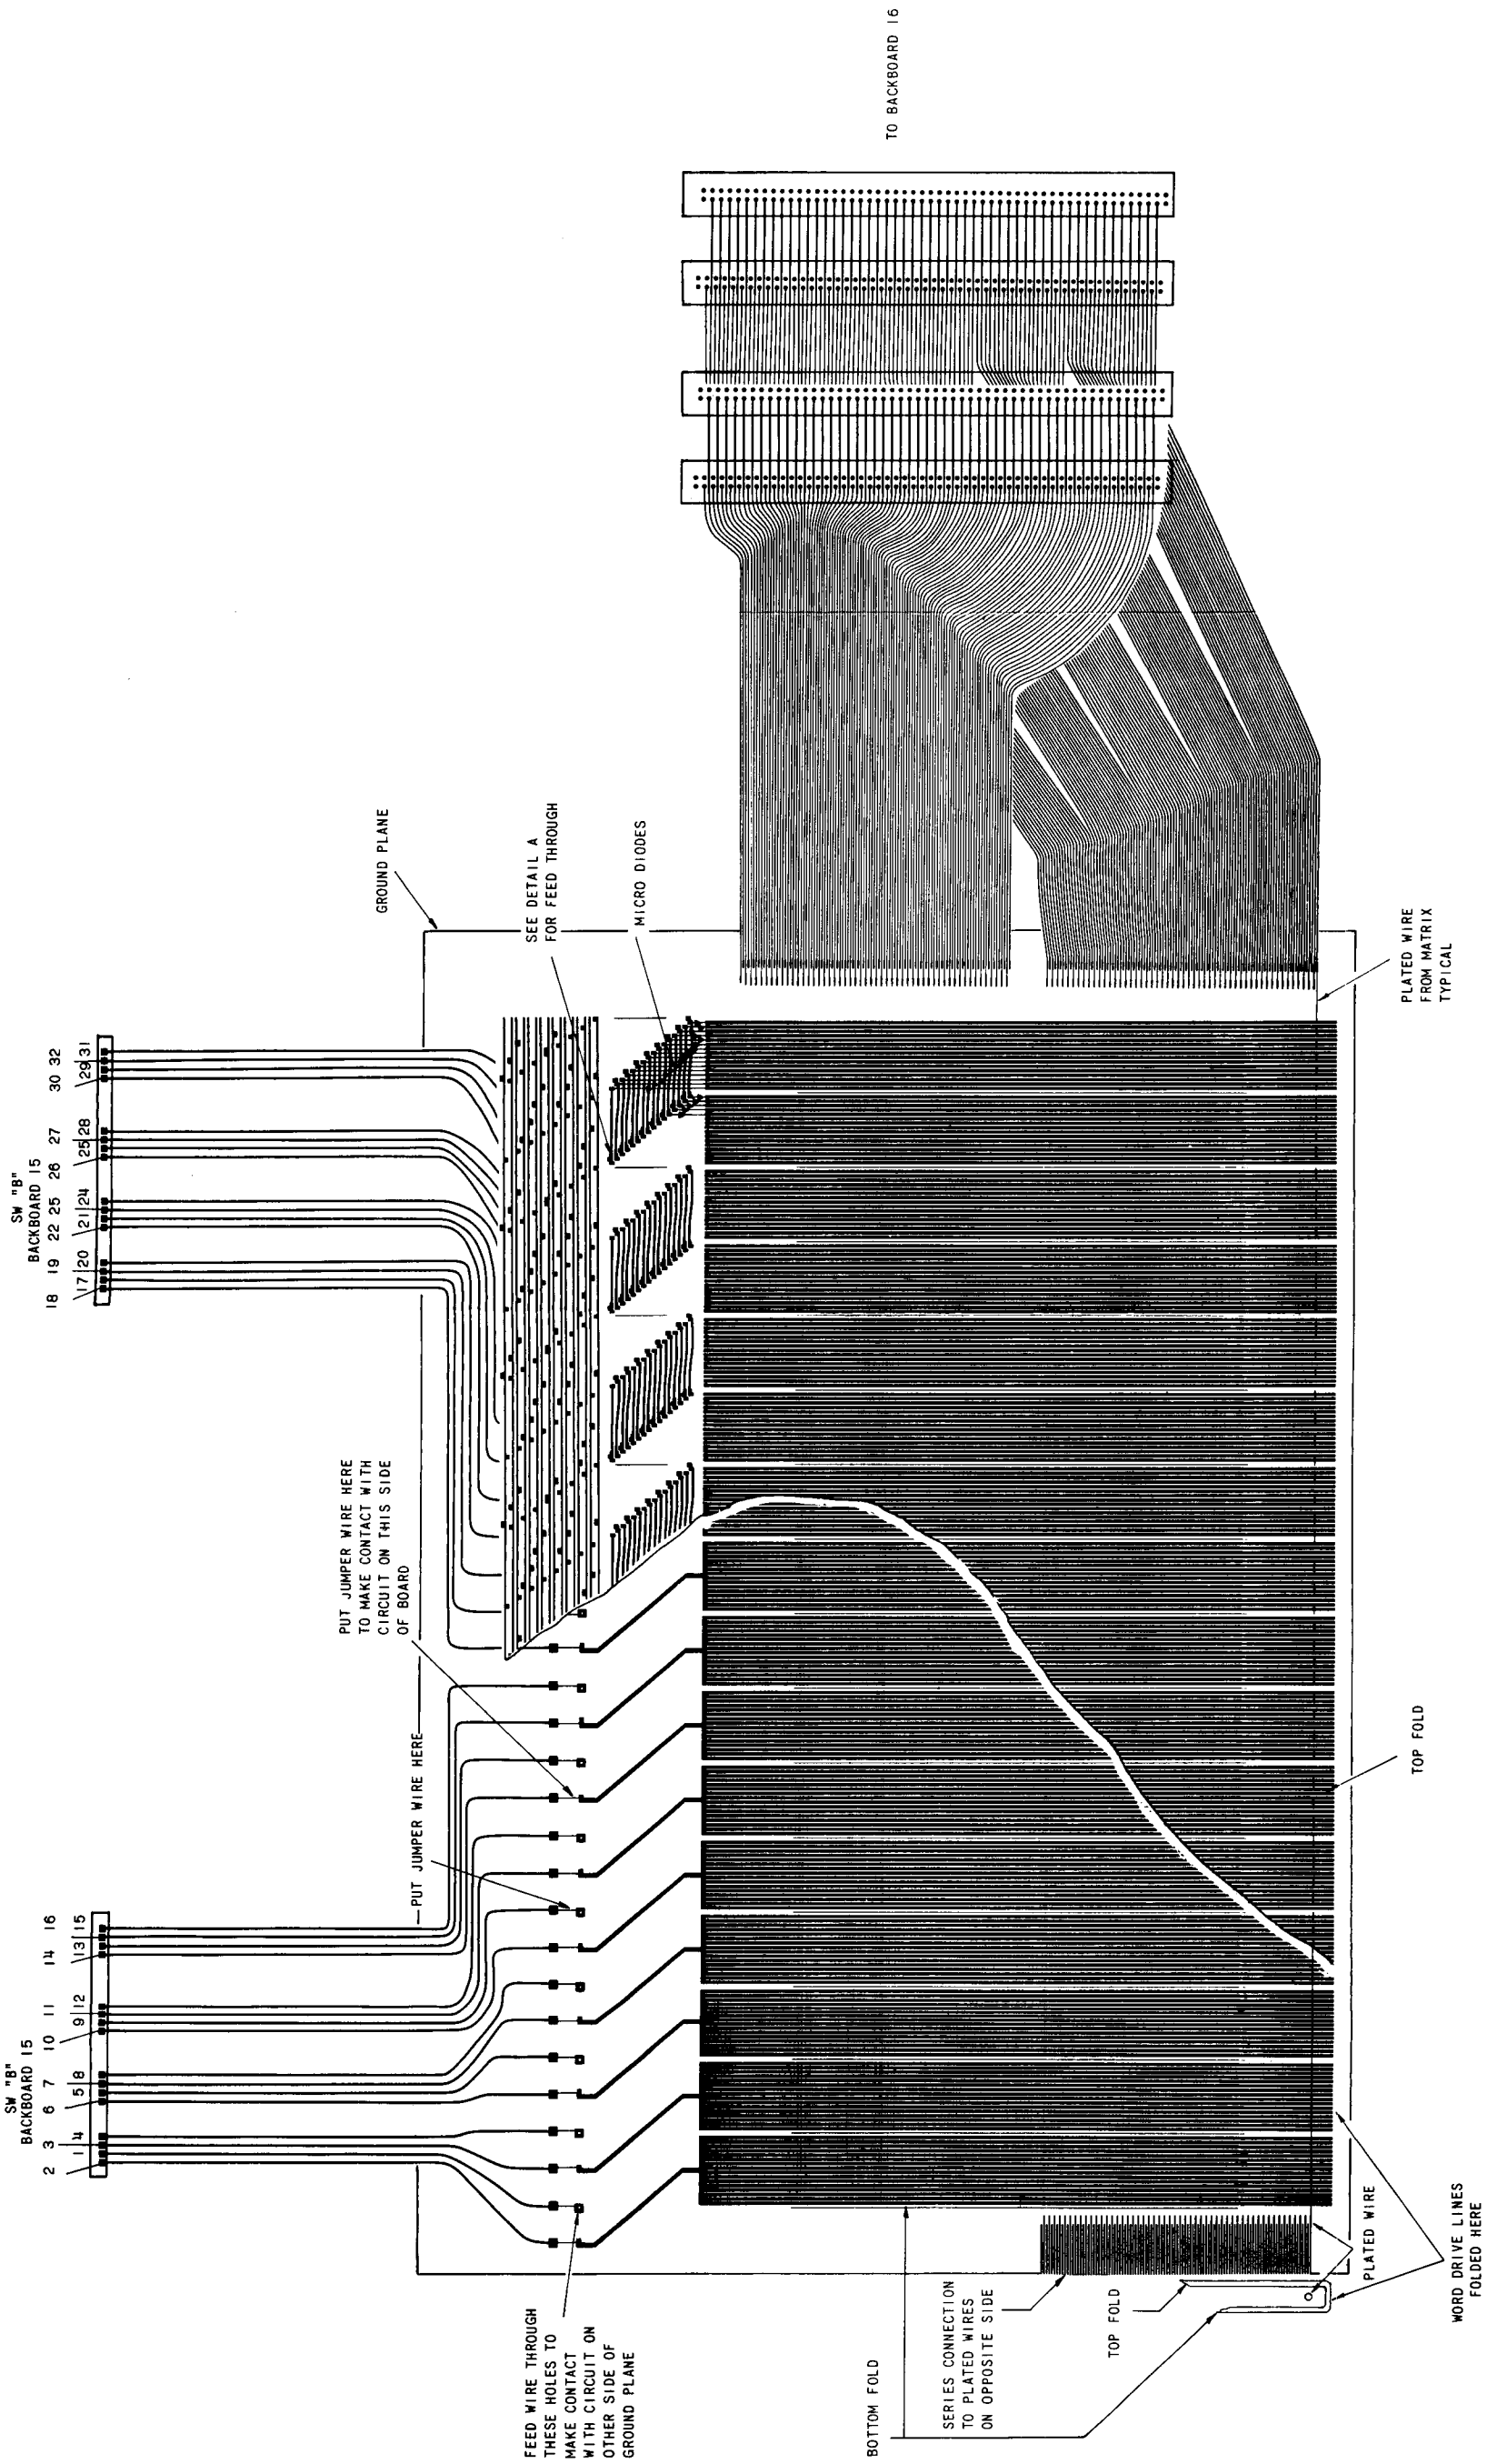 SW "B"
BACKBOARD 15
2 1 3 4 6 5 7 8 10 9 11 12 14 13 15 16
SW "B"
BACKBOARD 15
18 17 19 20 22 21 25 24 26 25 27 28 30 29 32 31
GROUND PLANE
TO BACKBOARD 16
PUT JUMPER WIRE HERE
PUT JUMPER WIRE HERE
TO MAKE CONTACT WITH
CIRCUIT ON THIS SIDE
OF BOARD
SEE DETAIL A
FOR FEED THROUGH
MICRO DIODES
FEED WIRE THROUGH
THESE HOLES TO
MAKE CONTACT
WITH CIRCUIT ON
OTHER SIDE OF
GROUND PLANE
BOTTOM FOLD
SERIES CONNECTION
TO PLATED WIRES
ON OPPOSITE SIDE
TOP FOLD
PLATED WIRE
WORD DRIVE LINES
FOLDED HERE
TOP FOLD
PLATED WIRE
FROM MATRIX
TYPICAL